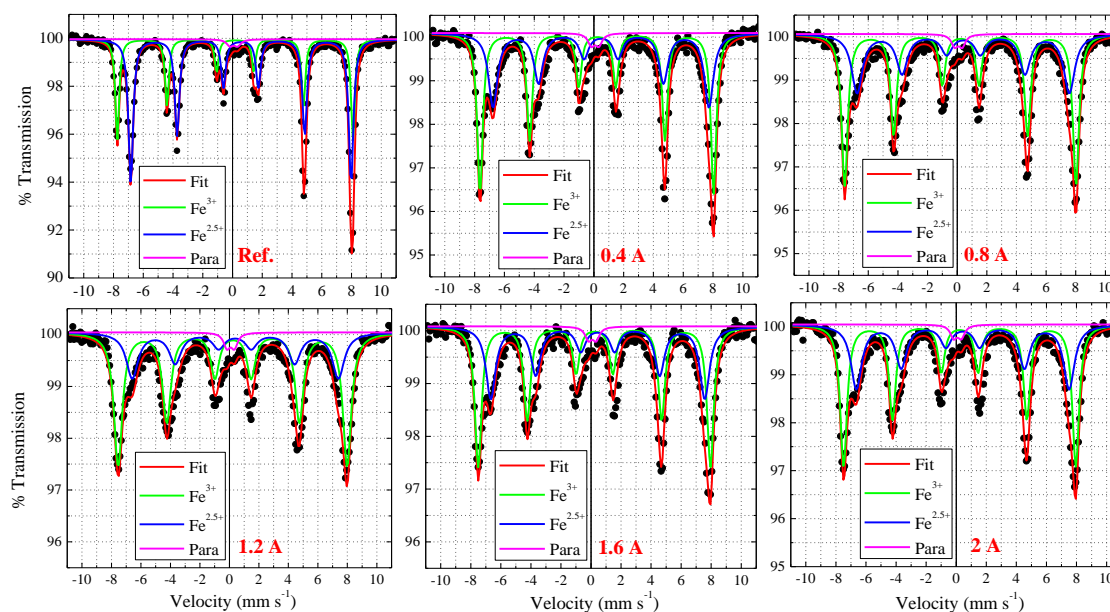 % Transmission
100
98
96
94
92
91
90
-10 -8 -6 -4 -2 0 2 4 6 8 10
Fit
Fe3+
Fe2.5+
Para
Ref.
100
99
98
97
96
95
-10 -8 -6 -4 -2 0 2 4 6 8 10
Fit
Fe3+
Fe2.5+
Para
0.4 A
100
99
98
97
96
95
-10 -8 -6 -4 -2 0 2 4 6 8 10
Fit
Fe3+
Fe2.5+
Para
0.8 A
% Transmission
100
99
98
97
96
-10 -8 -6 -4 -2 0 2 4 6 8 10
Velocity (mm s-1)
Fit
Fe3+
Fe2.5+
Para
1.2 A
100
99
98
97
96
-10 -8 -6 -4 -2 0 2 4 6 8 10
Velocity (mm s-1)
Fit
Fe3+
Fe2.5+
Para
1.6 A
100
99
98
97
96
95
-10 -8 -6 -4 -2 0 2 4 6 8 10
Velocity (mm s-1)
Fit
Fe3+
Fe2.5+
Para
2 A